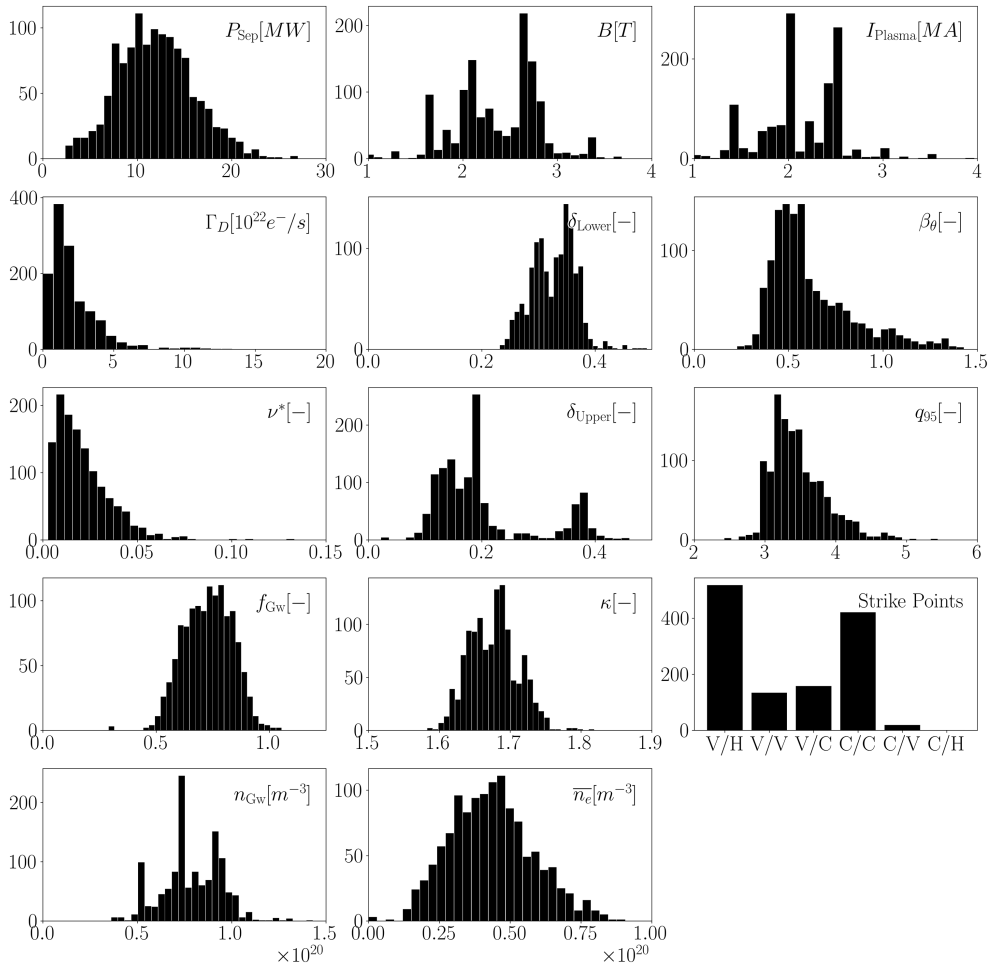 P_Sep[MW]
100
50
0
0 10 20 30
B[T]
200
100
0
1 2 3 4
I_Plasma[MA]
200
0
1 2 3 4
Γ_D[10^22 e^−/s]
400
200
0
0 5 10 15 20
δ_Lower[−]
100
0
0.0 0.2 0.4
β_θ[−]
100
0
0.0 0.5 1.0 1.5
ν*[−]
200
100
0
0.00 0.05 0.10 0.15
δ_Upper[−]
200
100
0
0.0 0.2 0.4
q_95[−]
100
0
2 3 4 5 6
f_Gw[−]
100
50
0
0.0 0.5 1.0
κ[−]
100
50
0
1.5 1.6 1.7 1.8 1.9
Strike Points
400
200
0
V/H V/V V/C C/C C/V C/H
n_Gw[m^−3]
200
100
0
0.0 0.5 1.0 1.5
×10^20
n̅_e[m^−3]
100
50
0
0.00 0.25 0.50 0.75 1.00
×10^20